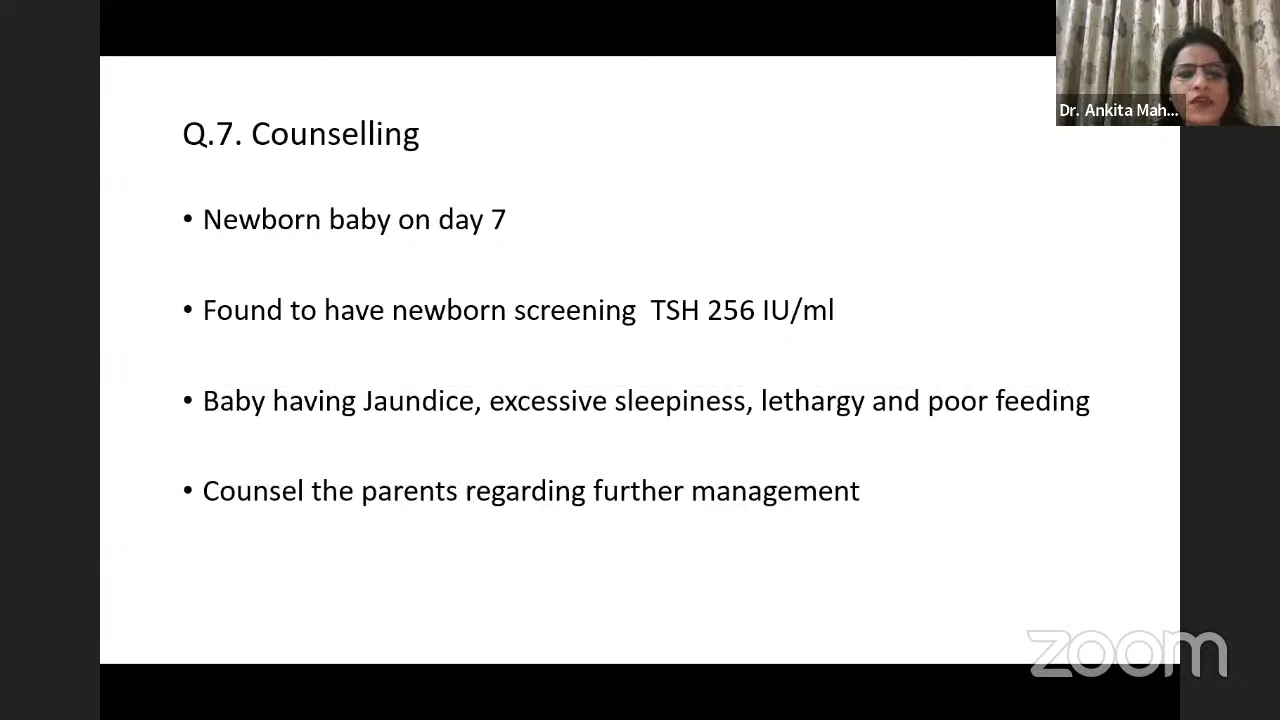 Dr. Ankita Mah...
Q.7. Counselling
• Newborn baby on day 7
• Found to have newborn screening  TSH 256 IU/ml
• Baby having Jaundice, excessive sleepiness, lethargy and poor feeding
• Counsel the parents regarding further management
zoom